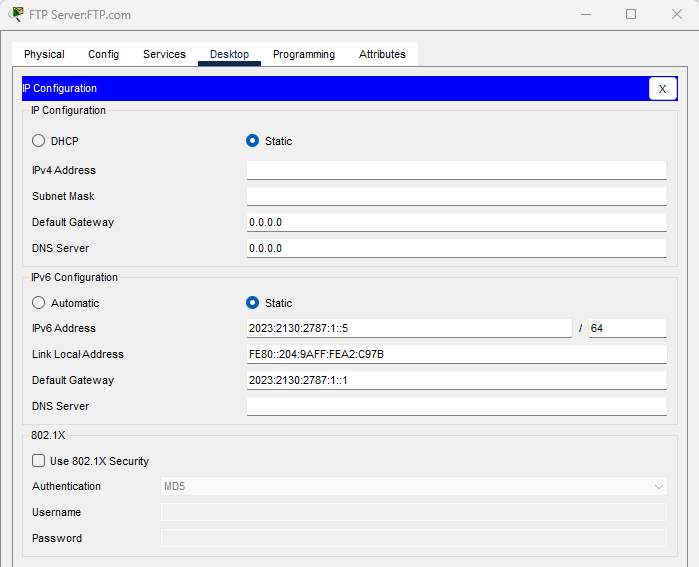 FTP Server:FTP.com
Physical Config Services Desktop Programming Attributes
IP Configuration X
IP Configuration
DHCP Static
IPv4 Address
Subnet Mask
Default Gateway 0.0.0.0
DNS Server 0.0.0.0
IPv6 Configuration
Automatic Static
IPv6 Address 2023:2130:2787:1::5 / 64
Link Local Address FE80::204:9AFF:FEA2:C97B
Default Gateway 2023:2130:2787:1::1
DNS Server
802.1X
Use 802.1X Security
Authentication MD5
Username
Password